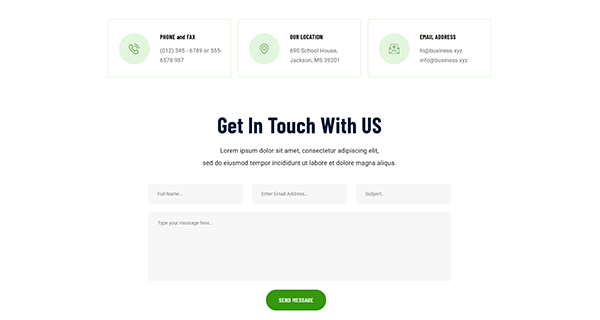 PHONE and FAX
(012) 345 - 6789 or 555-
6578 987
OUR LOCATION
690 School House,
Jackson, MS 39201
EMAIL ADDRESS
hi@business.xyz
info@business.xyz
Get In Touch With US
Lorem ipsum dolor sit amet, consectetur adipiscing elit,
sed do eiusmod tempor incididunt ut labore et dolore magna aliqua.
Full Name...
Enter Email Address...
Subject...
Type your message here...
SEND MESSAGE